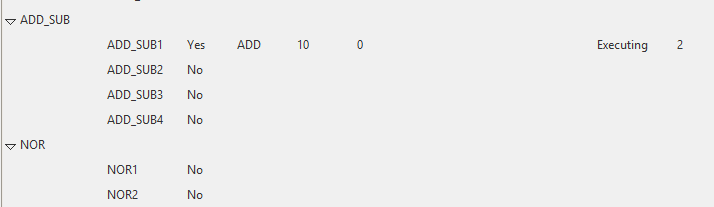 ADD_SUB
ADD_SUB1 Yes ADD 10 0 Executing 2
ADD_SUB2 No
ADD_SUB3 No
ADD_SUB4 No
NOR
NOR1 No
NOR2 No